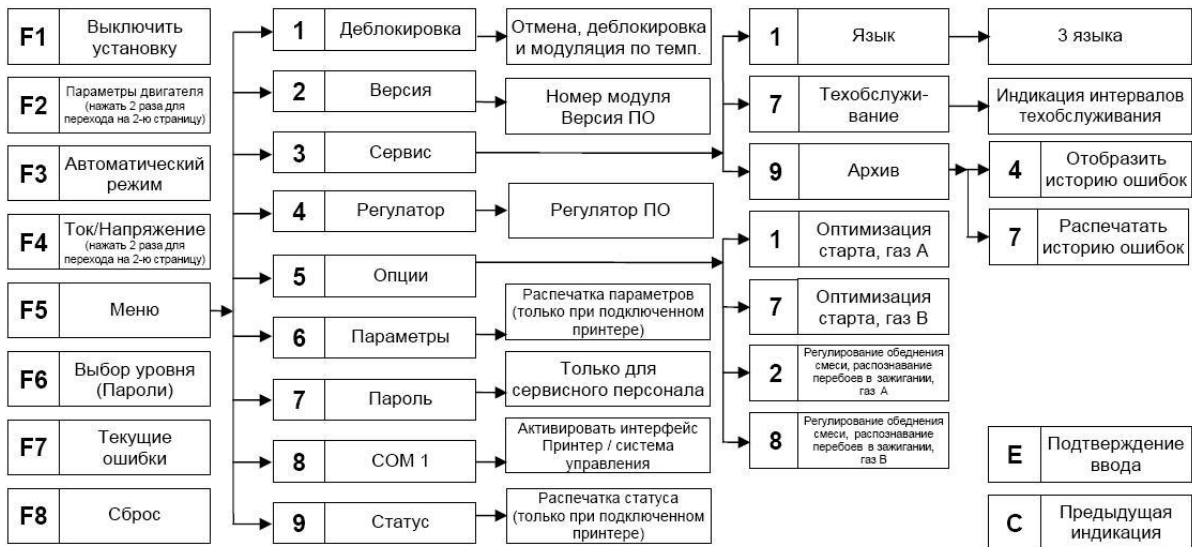 F1
Выключить
установку
F2
Параметры двигателя
(нажать 2 раза для
перехода на 2-ю страницу)
F3
Автоматический
режим
F4
Ток/Напряжение
(нажать 2 раза для
перехода на 2-ю страницу)
F5
Меню
F6
Выбор уровня
(Пароли)
F7
Текущие
ошибки
F8
Сброс
1
Деблокировка
2
Версия
3
Сервис
4
Регулатор
5
Опции
6
Параметры
7
Пароль
8
COM 1
9
Статус
Отмена, деблокировка
и модуляция по темп.
Номер модуля
Версия ПО
Регулятор ПО
Распечатка параметров
(только при подключенном
принтере)
Только для
сервисного персонала
Активировать интерфейс
Принтер / система
управления
Распечатка статуса
(только при подключенном
принтере)
1
Язык
7
Техобслужи-
вание
9
Архив
1
Оптимизация
старта, газ А
7
Оптимизация
старта, газ В
2
Регулирование обеднения
смеси, распознавание
перебоев в зажигании,
газ А
8
Регулирование обеднения
смеси, распознавание
перебоев в зажигании,
газ В
3 языка
Индикация интервалов
техобслуживания
4
Отобразить
историю ошибок
7
Распечатать
историю ошибок
E
Подтверждение
ввода
C
Предыдущая
индикация